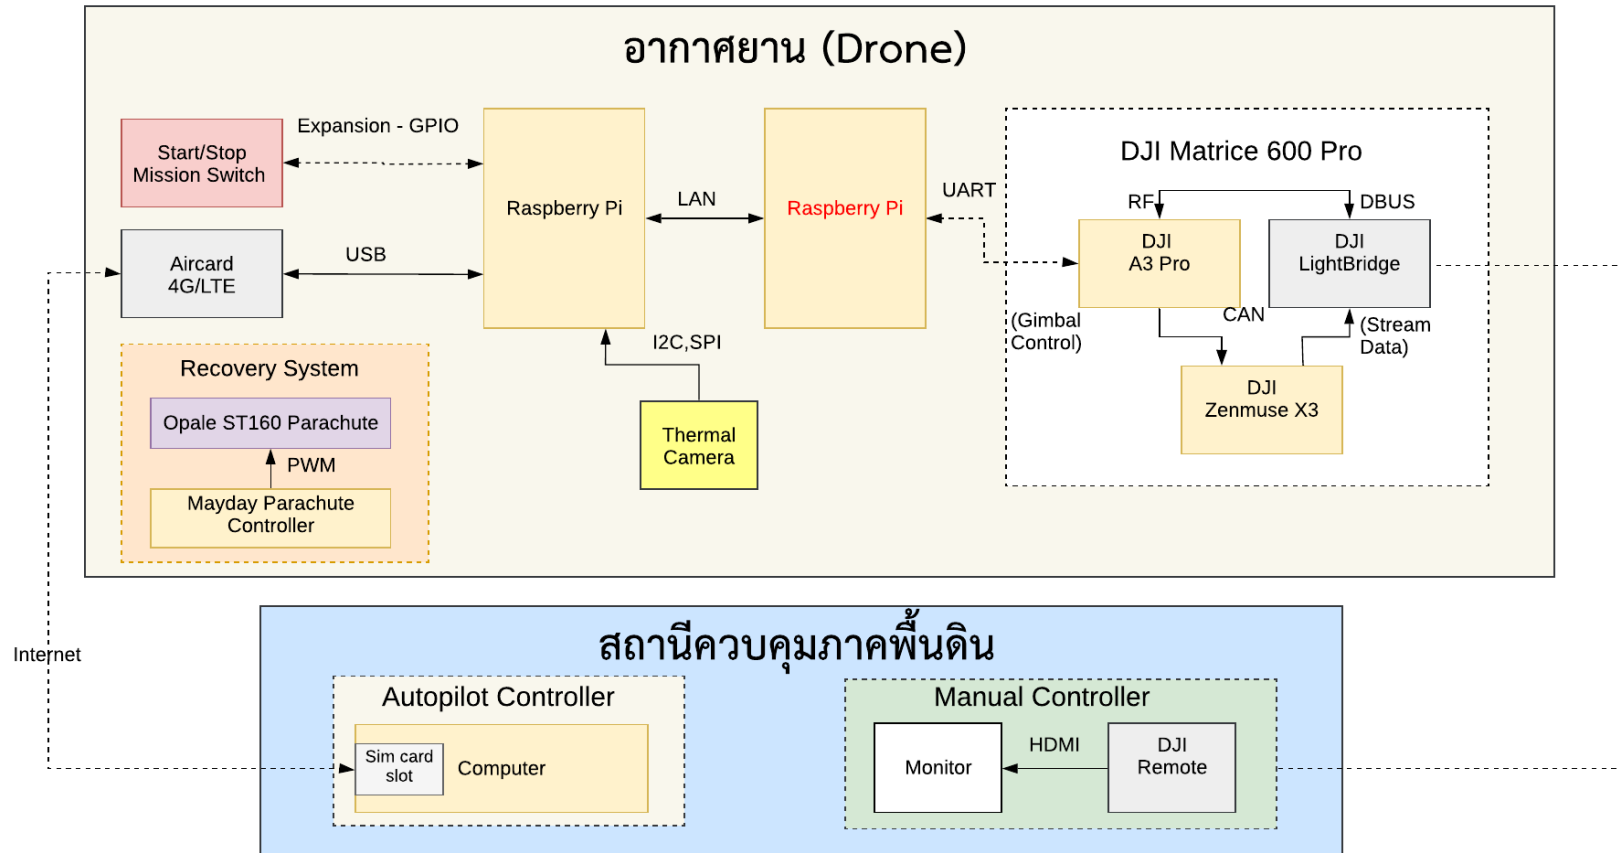 อากาศยาน (Drone)
Start/Stop
Mission Switch
Expansion - GPIO
Aircard
4G/LTE
USB
Raspberry Pi
LAN
Raspberry Pi
UART
I2C,SPI
Thermal
Camera
DJI Matrice 600 Pro
RF
DBUS
DJI
A3 Pro
DJI
LightBridge
(Gimbal
Control)
CAN
(Stream
Data)
DJI
Zenmuse X3
Recovery System
Opale ST160 Parachute
PWM
Mayday Parachute
Controller
Internet
สถานีควบคุมภาคพื้นดิน
Autopilot Controller
Sim card
slot
Computer
Manual Controller
Monitor
HDMI
DJI
Remote